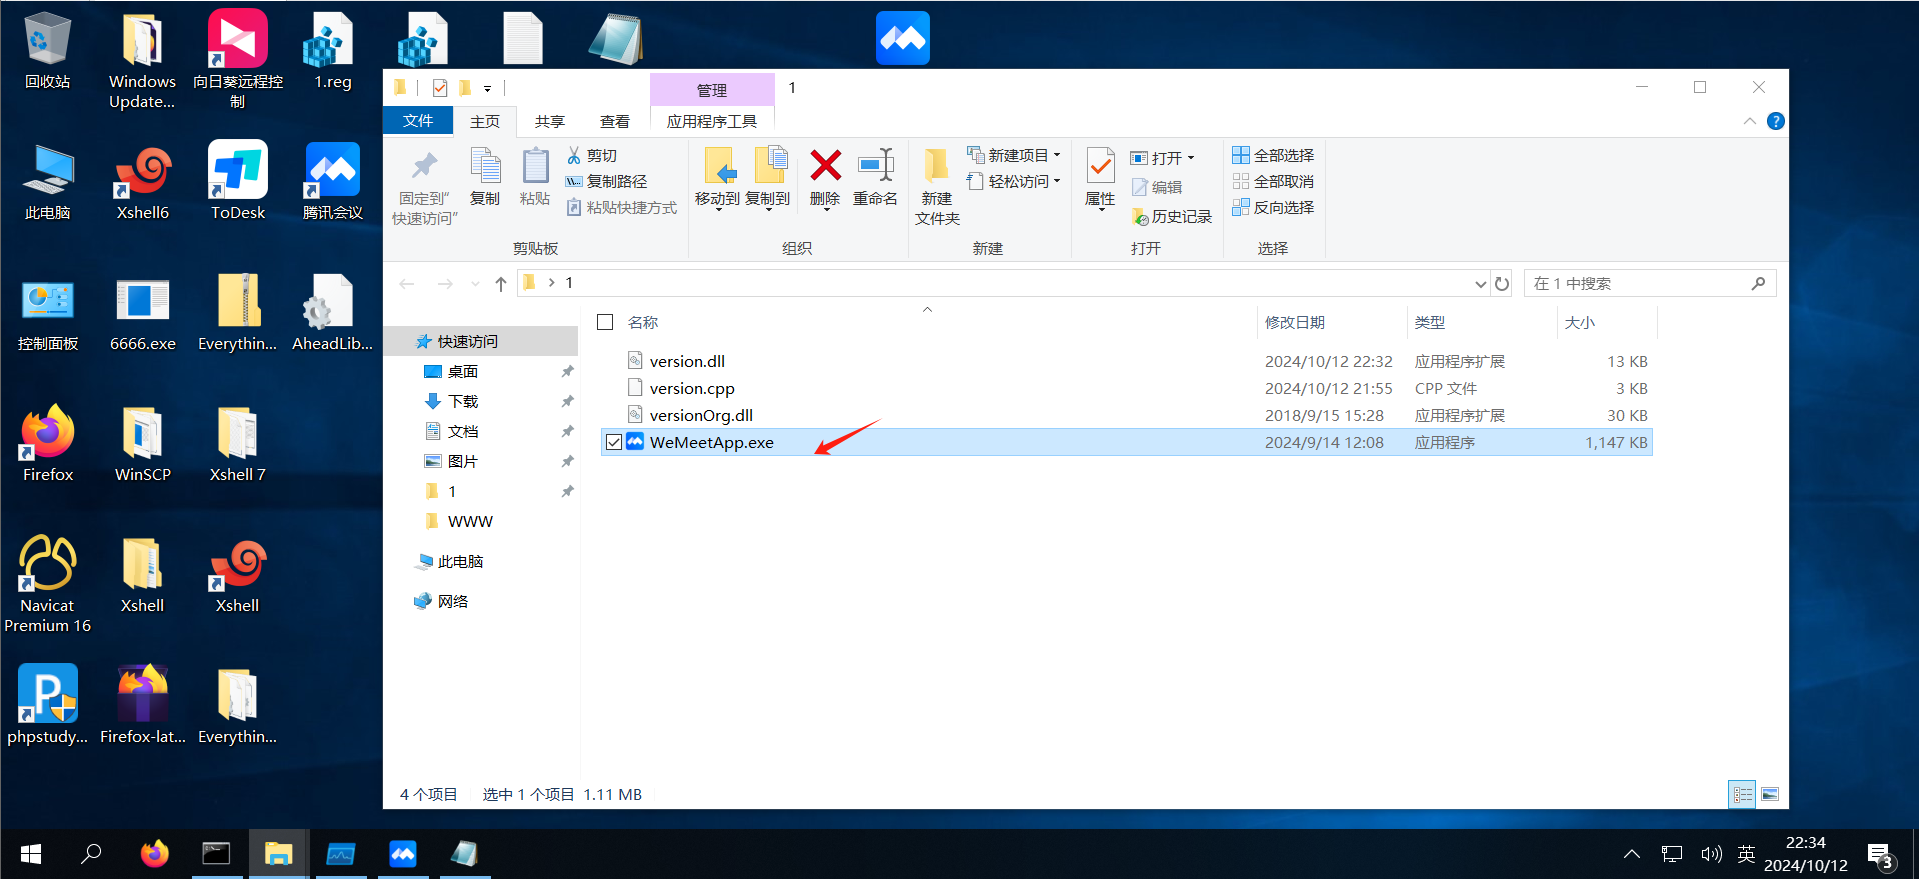 回收站
Windows
Update...
向日葵远程控
制
1.reg
此电脑
Xshell6
ToDesk
腾讯会议
控制面板
6666.exe
Everythin...
AheadLib...
Firefox
WinSCP
Xshell 7
Navicat
Premium 16
Xshell
Xshell
phpstudy...
Firefox-lat...
Everythin...
管理
1
文件
主页
共享
查看
应用程序工具
固定到"
快速访问"
复制
粘贴
剪切
复制路径
粘贴快捷方式
剪贴板
移动到
复制到
删除
重命名
组织
新建
文件夹
新建项目
轻松访问
新建
属性
打开
编辑
历史记录
打开
全部选择
全部取消
反向选择
选择
1
在 1 中搜索
快速访问
桌面
下载
文档
图片
1
WWW
此电脑
网络
名称 修改日期 类型 大小
version.dll 2024/10/12 22:32 应用程序扩展 13 KB
version.cpp 2024/10/12 21:55 CPP 文件 3 KB
versionOrg.dll 2018/9/15 15:28 应用程序扩展 30 KB
WeMeetApp.exe 2024/9/14 12:08 应用程序 1,147 KB
4 个项目 选中 1 个项目 1.11 MB
英
22:34
2024/10/12
3